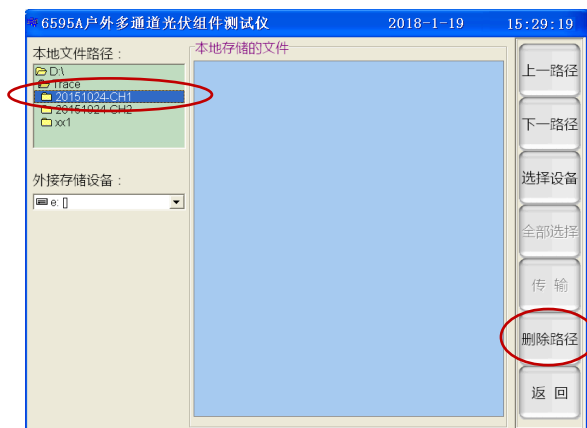 6595A户外多通道光伏组件测试仪 2018-1-19 15:29:19
本地文件路径：
D:\
Trace
20151024-CH1
20151024-CH2
xx1
外接存储设备：
e: []
本地存储的文件
上一路径
下一路径
选择设备
全部选择
传 输
删除路径
返 回